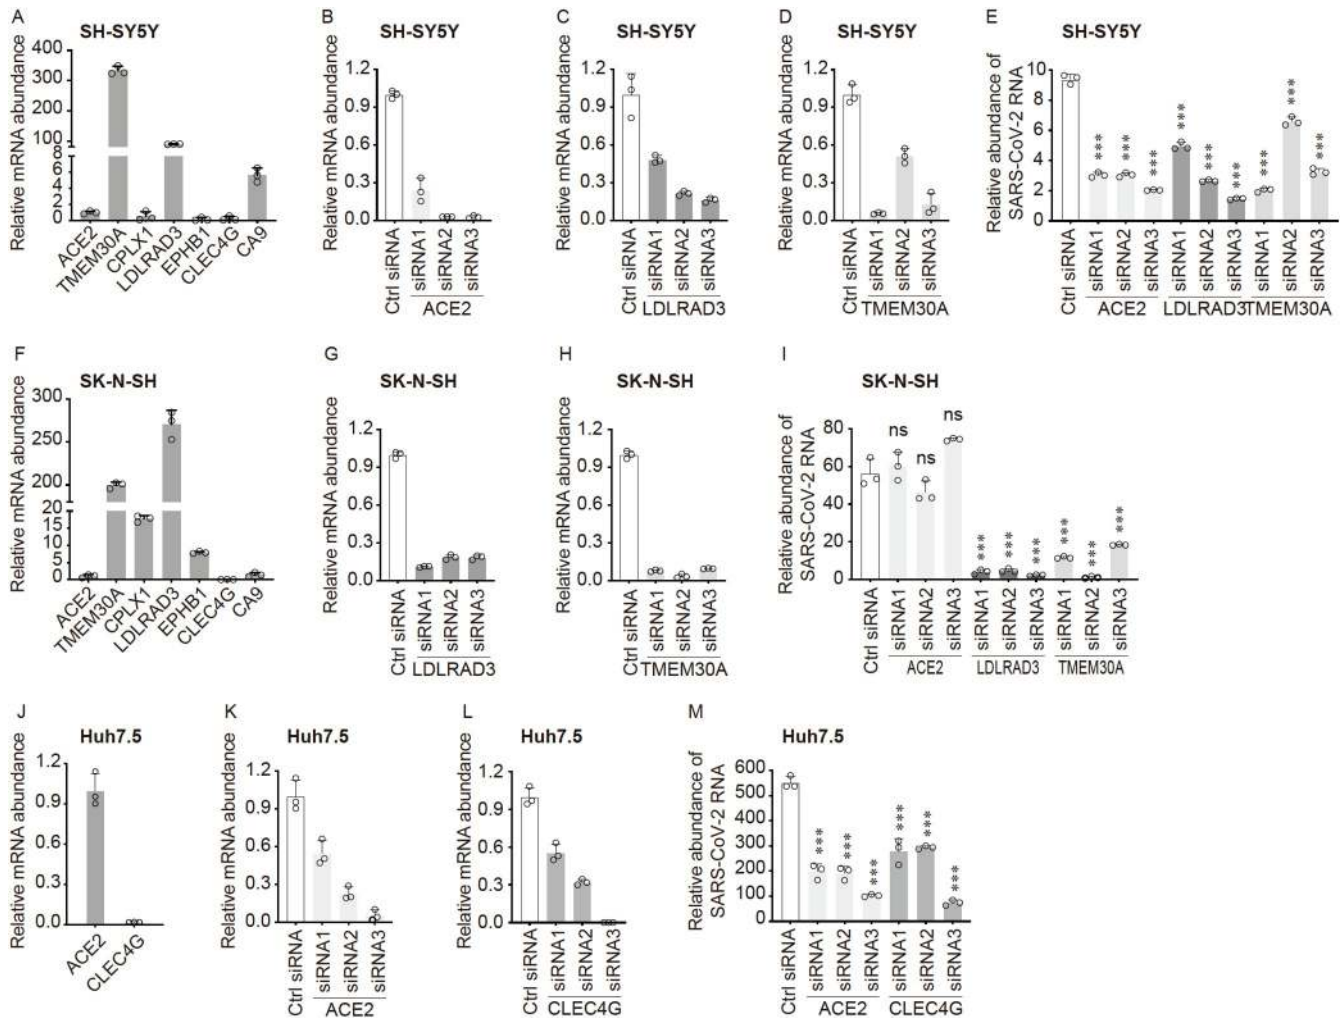 A
SH-SY5Y
Relative mRNA abundance
400
300
200
100
8
6
4
2
0
ACE2
TMEM30A
CPLX1
LDLRAD3
EPHB1
CLEC4G
CA9
B
SH-SY5Y
Relative mRNA abundance
1.2
0.9
0.6
0.3
0.0
Ctrl siRNA
siRNA1
siRNA2
siRNA3
ACE2
C
SH-SY5Y
Relative mRNA abundance
1.2
0.9
0.6
0.3
0.0
Ctrl siRNA
siRNA1
siRNA2
siRNA3
LDLRAD3
D
SH-SY5Y
Relative mRNA abundance
1.2
0.9
0.6
0.3
0.0
Ctrl siRNA
siRNA1
siRNA2
siRNA3
TMEM30A
E
SH-SY5Y
Relative abundance of
SARS-CoV-2 RNA
10
8
6
4
2
0
***
***
***
***
***
***
***
***
***
Ctrl siRNA
siRNA1
siRNA2
siRNA3
siRNA1
siRNA2
siRNA3
siRNA1
siRNA2
siRNA3
ACE2
LDLRAD3
TMEM30A
F
SK-N-SH
Relative mRNA abundance
300
250
200
20
15
10
5
0
ACE2
TMEM30A
CPLX1
LDLRAD3
EPHB1
CLEC4G
CA9
G
SK-N-SH
Relative mRNA abundance
1.2
0.9
0.6
0.3
0.0
Ctrl siRNA
siRNA1
siRNA2
siRNA3
LDLRAD3
H
SK-N-SH
Relative mRNA abundance
1.2
0.9
0.6
0.3
0.0
Ctrl siRNA
siRNA1
siRNA2
siRNA3
TMEM30A
I
SK-N-SH
Relative abundance of
SARS-CoV-2 RNA
80
60
40
20
0
ns
ns
ns
***
***
***
***
***
***
Ctrl siRNA
siRNA1
siRNA2
siRNA3
siRNA1
siRNA2
siRNA3
siRNA1
siRNA2
siRNA3
ACE2
LDLRAD3
TMEM30A
J
Huh7.5
Relative mRNA abundance
1.2
0.9
0.6
0.3
0.0
ACE2
CLEC4G
K
Huh7.5
Relative mRNA abundance
1.2
0.9
0.6
0.3
0.0
Ctrl siRNA
siRNA1
siRNA2
siRNA3
ACE2
L
Huh7.5
Relative mRNA abundance
1.2
0.9
0.6
0.3
0.0
Ctrl siRNA
siRNA1
siRNA2
siRNA3
CLEC4G
M
Huh7.5
Relative abundance of
SARS-CoV-2 RNA
600
500
400
300
200
100
0
***
***
***
***
***
***
Ctrl siRNA
siRNA1
siRNA2
siRNA3
siRNA1
siRNA2
siRNA3
ACE2
CLEC4G